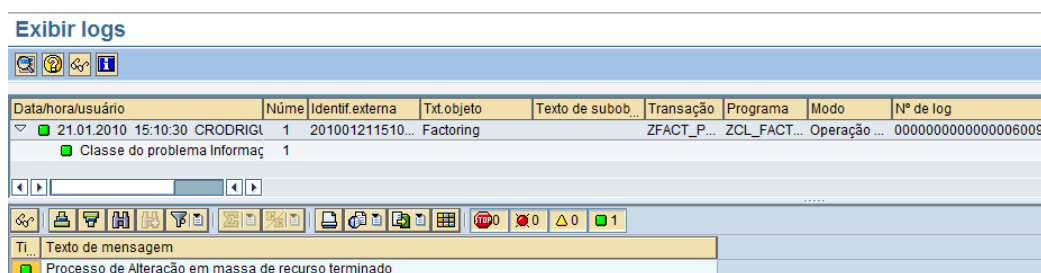 Exibir logs
Data/hora/usuário Núme Identif.externa Txt.objeto Texto de subob... Transação Programa Modo Nº de log
21.01.2010 15:10:30 CRODRIGU 1 201001211510... Factoring ZFACT_P... ZCL_FACT... Operação ... 0000000000000006009
Classe do problema Informaç 1
STOP 0 0 0 1
Ti... Texto de mensagem
Processo de Alteração em massa de recurso terminado